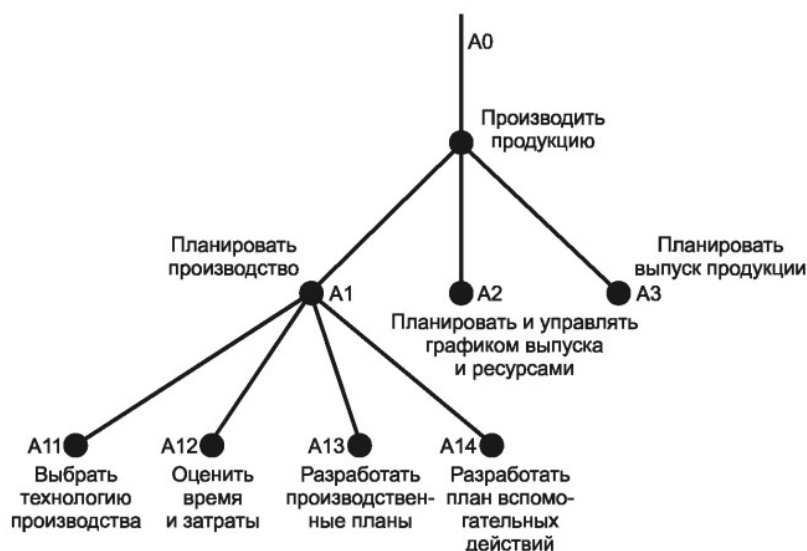 A0
Производить
продукцию
Планировать
производство
A1
A2
Планировать и управлять
графиком выпуска
и ресурсами
Планировать
выпуск продукции
A3
A11
Выбрать
технологию
производства
A12
Оценить
время
и затраты
A13
Разработать
производствен-
ные планы
A14
Разработать
план вспомо-
гательных
действий